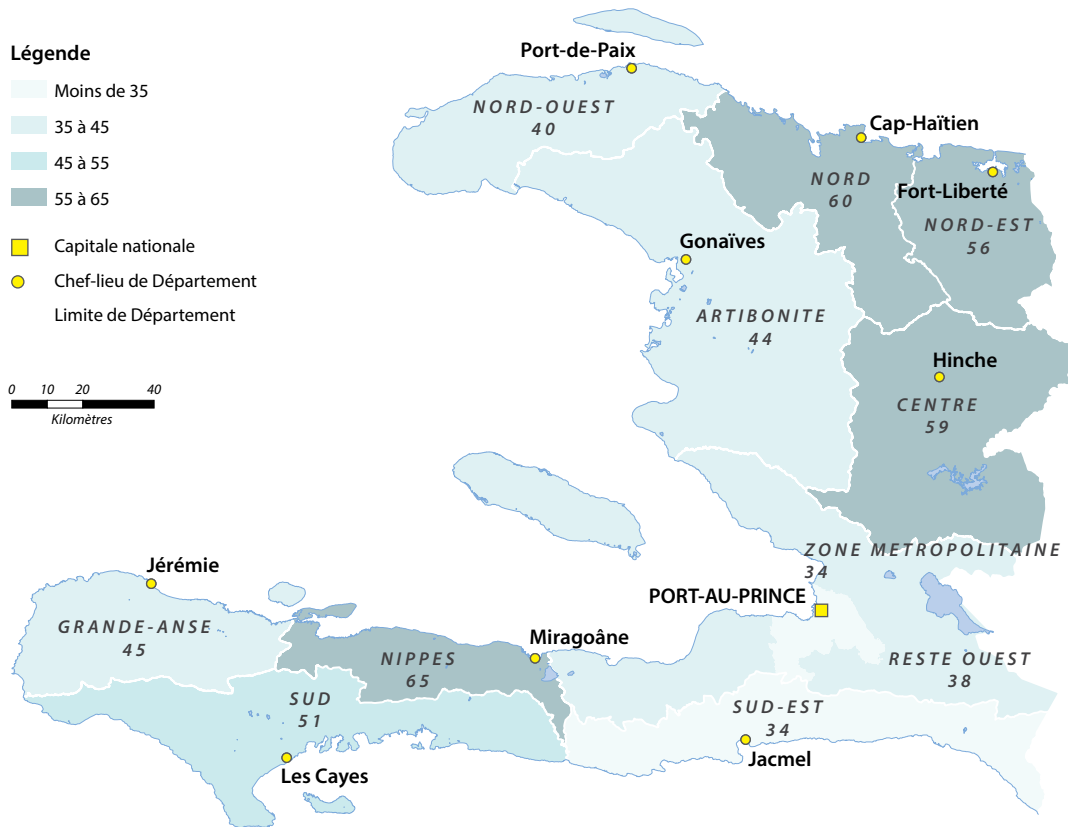 Légende
Moins de 35
35 à 45
45 à 55
55 à 65
Capitale nationale
Chef-lieu de Département
Limite de Département
0 10 20 40
Kilomètres
Port-de-Paix
NORD-OUEST
40
Cap-Haïtien
NORD
60
Fort-Liberté
NORD-EST
56
Gonaïves
ARTIBONITE
44
Hinche
CENTRE
59
ZONE METROPOLITAINE
34
PORT-AU-PRINCE
Jérémie
GRANDE-ANSE
45
Miragoâne
NIPPES
65
RESTE OUEST
38
SUD
51
SUD-EST
34
Les Cayes
Jacmel